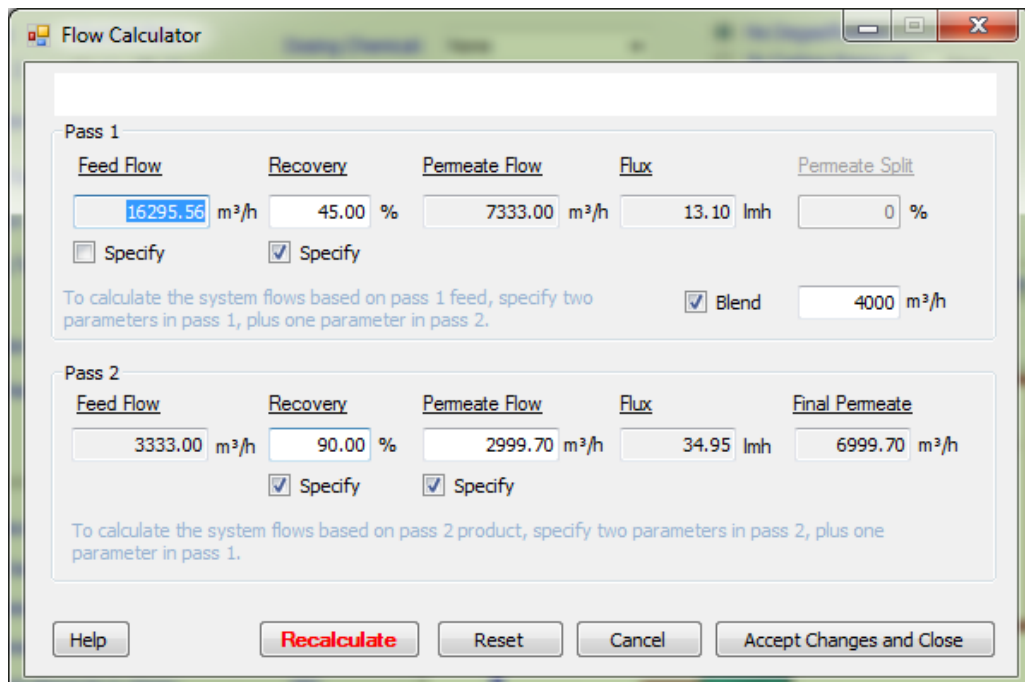 Flow Calculator
Pass 1
Feed Flow Recovery Permeate Flow Flux Permeate Split
16295.56 m³/h 45.00 % 7333.00 m³/h 13.10 lmh 0 %
Specify Specify
To calculate the system flows based on pass 1 feed, specify two
parameters in pass 1, plus one parameter in pass 2.
Blend 4000 m³/h
Pass 2
Feed Flow Recovery Permeate Flow Flux Final Permeate
3333.00 m³/h 90.00 % 2999.70 m³/h 34.95 lmh 6999.70 m³/h
Specify Specify
To calculate the system flows based on pass 2 product, specify two parameters in pass 2, plus one
parameter in pass 1.
Help Recalculate Reset Cancel Accept Changes and Close